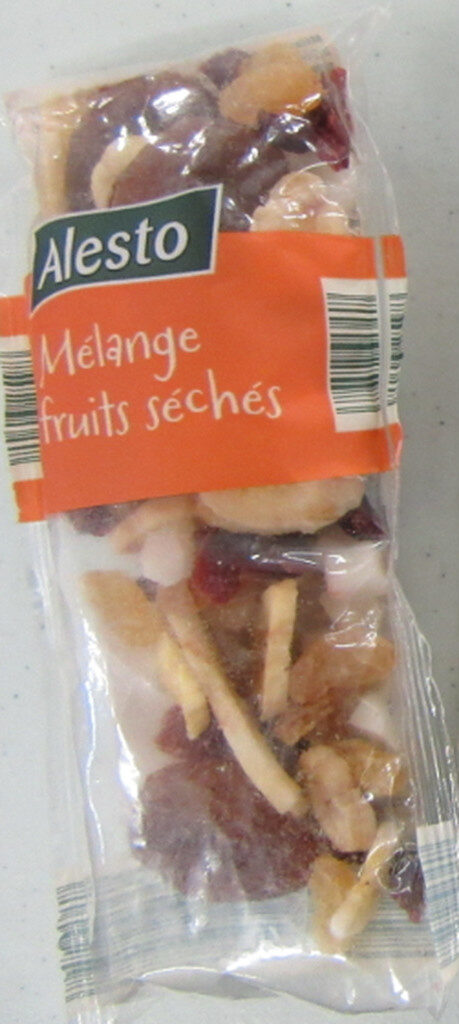 Alesto
Mélange
fruits séchés